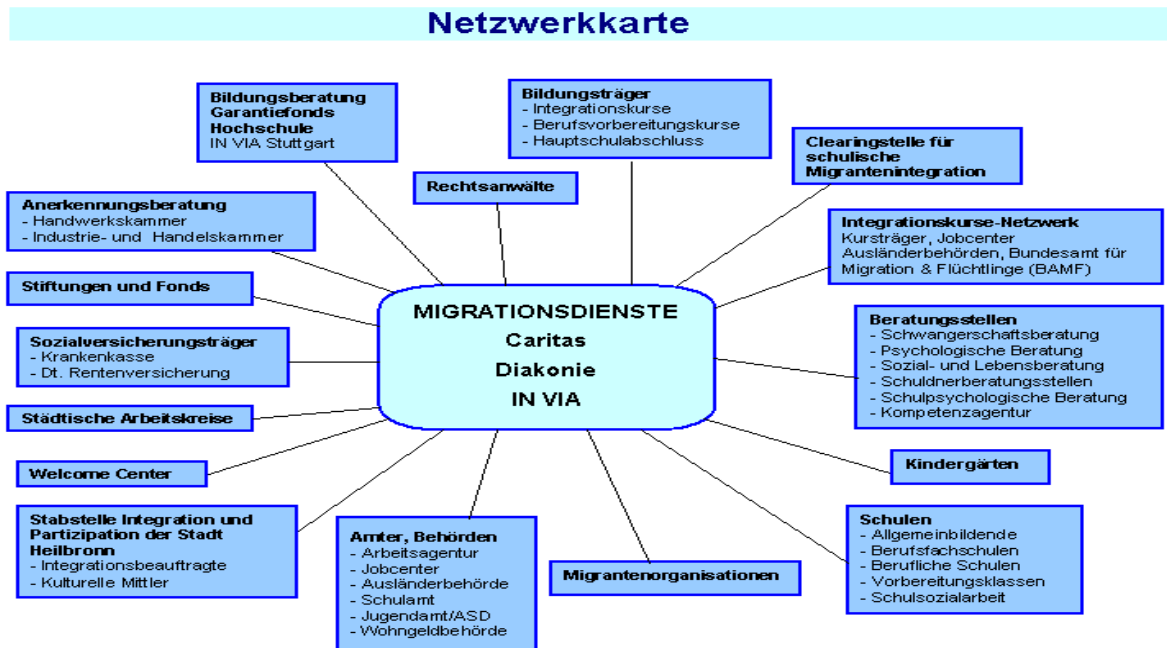 Netzwerkkarte
Bildungsberatung
Garantiefonds
Hochschule
IN VIA Stuttgart
Bildungsträger
- Integrationskurse
- Berufsvorbereitungskurse
- Hauptschulabschluss
Clearingstelle für
schulische
Migrantenintegration
Rechtsanwälte
Anerkennungsberatung
- Handwerkskammer
- Industrie- und Handelskammer
Integrationskurse-Netzwerk
Kursträger, Jobcenter
Ausländerbehörden, Bundesamt für
Migration & Flüchtlinge (BAMF)
Stiftungen und Fonds
MIGRATIONSDIENSTE
Caritas
Diakonie
IN VIA
Sozialversicherungsträger
- Krankenkasse
- Dt. Rentenversicherung
Beratungsstellen
- Schwangerschaftsberatung
- Psychologische Beratung
- Sozial- und Lebensberatung
- Schuldnerberatungsstellen
- Schulpsychologische Beratung
- Kompetenzagentur
Städtische Arbeitskreise
Welcome Center
Kindergärten
Stabstelle Integration und
Partizipation der Stadt
Heilbronn
- Integrationsbeauftragte
- Kulturelle Mittler
Ämter, Behörden
- Arbeitsagentur
- Jobcenter
- Ausländerbehörde
- Schulamt
- Jugendamt/ASD
- Wohngeldbehörde
Migrantenorganisationen
Schulen
- Allgemeinbildende
- Berufsfachschulen
- Berufliche Schulen
- Vorbereitungsklassen
- Schulsozialarbeit